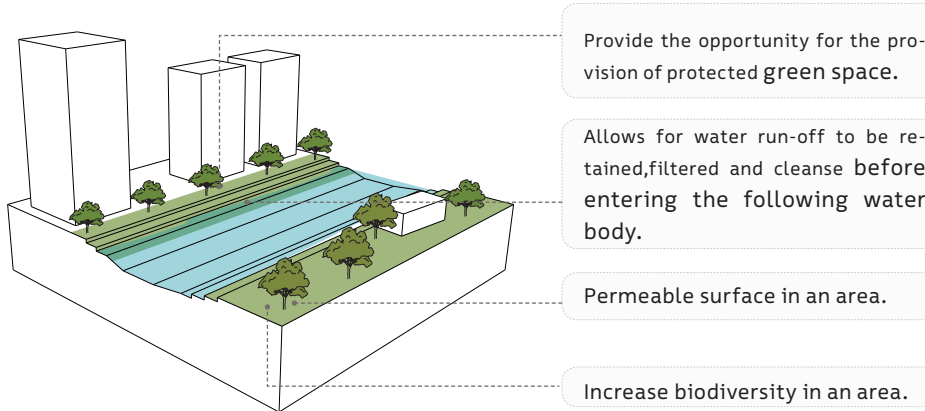 Provide the opportunity for the pro-
vision of protected green space.
Allows for water run-off to be re-
tained,filtered and cleanse before
entering the following water
body.
Permeable surface in an area.
Increase biodiversity in an area.